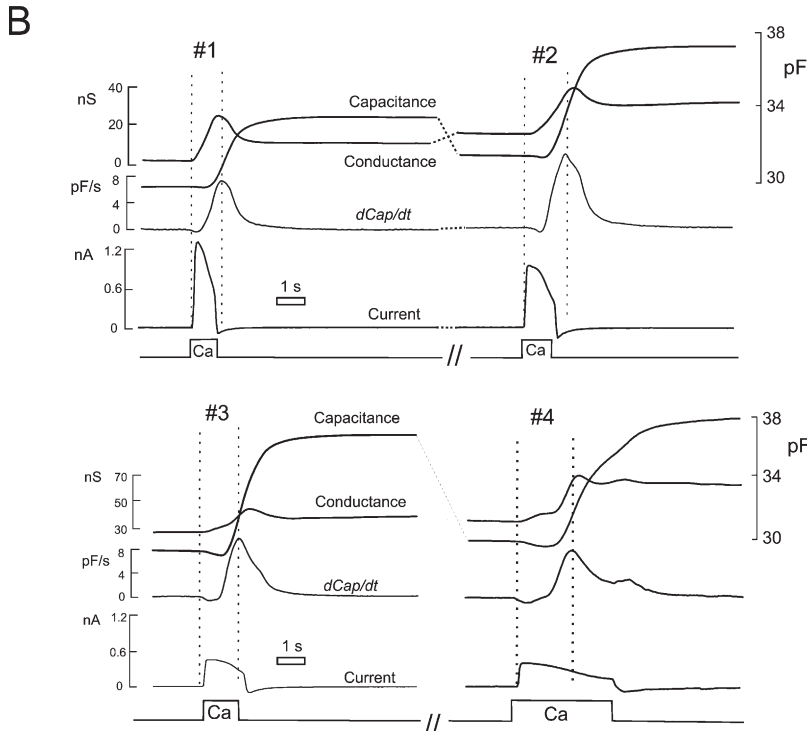 B
#1
#2
38
nS
40
20
0
Capacitance
Conductance
pF
34
30
pF/s
8
4
0
dCap/dt
nA
1.2
0.6
0
1 s
Current
Ca
//
Ca
#3
#4
Capacitance
38
nS
70
50
30
Conductance
pF
34
30
pF/s
8
4
0
dCap/dt
nA
1.2
0.6
0
1 s
Current
Ca
//
Ca